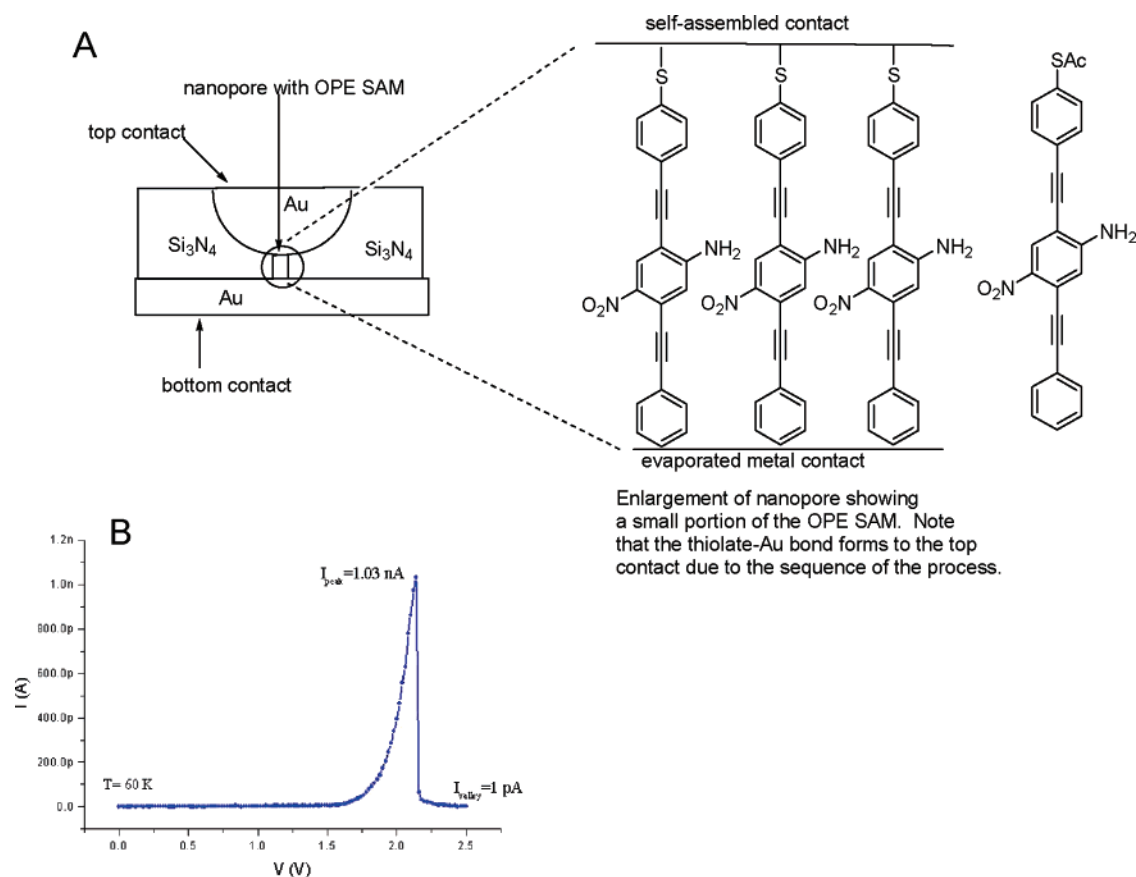 A
self-assembled contact
nanopore with OPE SAM
top contact
Au
Si₃N₄
Si₃N₄
Au
bottom contact
S
S
S
SAc
NH₂
NH₂
NH₂
NH₂
O₂N
O₂N
O₂N
O₂N
evaporated metal contact
Enlargement of nanopore showing
a small portion of the OPE SAM. Note
that the thiolate-Au bond forms to the top
contact due to the sequence of the process.
B
1.2n
1.0n
800.0p
600.0p
400.0p
200.0p
0.0
I (A)
I_peak=1.03 nA
T= 60 K
I_valley=1 pA
0.0
0.5
1.0
1.5
2.0
2.5
V (V)